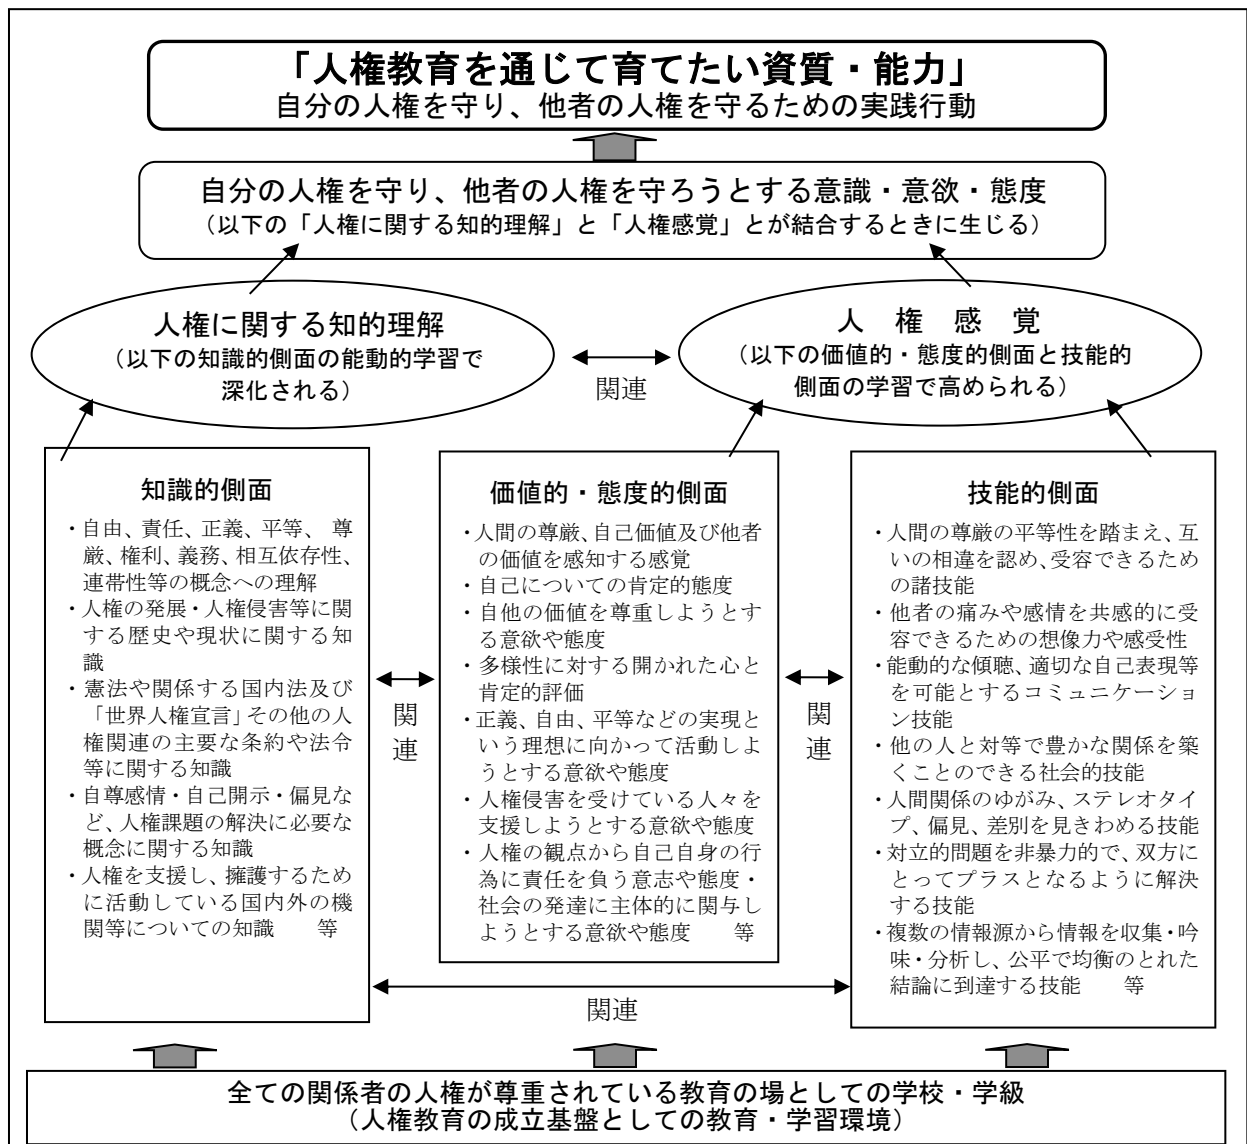 「人権教育を通じて育てたい資質・能力」
自分の人権を守り、他者の人権を守るための実践行動
自分の人権を守り、他者の人権を守ろうとする意識・意欲・態度
(以下の「人権に関する知的理解」と「人権感覚」とが結合するときに生じる)
人権に関する知的理解
(以下の知識的側面の能動的学習で
深化される)
関連
人 権 感 覚
(以下の価値的・態度的側面と技能的
側面の学習で高められる)
知識的側面
・自由、責任、正義、平等、 尊
厳、権利、義務、相互依存性、
連帯性等の概念への理解
・人権の発展・人権侵害等に関
する歴史や現状に関する知
識
・憲法や関係する国内法及び
「世界人権宣言」その他の人
権関連の主要な条約や法令
等に関する知識
・自尊感情・自己開示・偏見な
ど、人権課題の解決に必要な
概念に関する知識
・人権を支援し、擁護するため
に活動している国内外の機
関等についての知識 等
関
連
価値的・態度的側面
・人間の尊厳、自己価値及び他者
の価値を感知する感覚
・自己についての肯定的態度
・自他の価値を尊重しようとす
る意欲や態度
・多様性に対する開かれた心と
肯定的評価
・正義、自由、平等などの実現と
いう理想に向かって活動しよ
うとする意欲や態度
・人権侵害を受けている人々を
支援しようとする意欲や態度
・人権の観点から自己自身の行
為に責任を負う意志や態度・
社会の発達に主体的に関与し
ようとする意欲や態度 等
関
連
技能的側面
・人間の尊厳の平等性を踏まえ、互
いの相違を認め、受容できるため
の諸技能
・他者の痛みや感情を共感的に受
容できるための想像力や感受性
・能動的な傾聴、適切な自己表現等
を可能とするコミュニケーショ
ン技能
・他の人と対等で豊かな関係を築
くことのできる社会的技能
・人間関係のゆがみ、ステレオタイ
プ、偏見、差別を見きわめる技能
・対立的問題を非暴力的で、双方に
とってプラスとなるように解決
する技能
・複数の情報源から情報を収集・吟
味・分析し、公平で均衡のとれた
結論に到達する技能 等
関連
全ての関係者の人権が尊重されている教育の場としての学校・学級
(人権教育の成立基盤としての教育・学習環境)